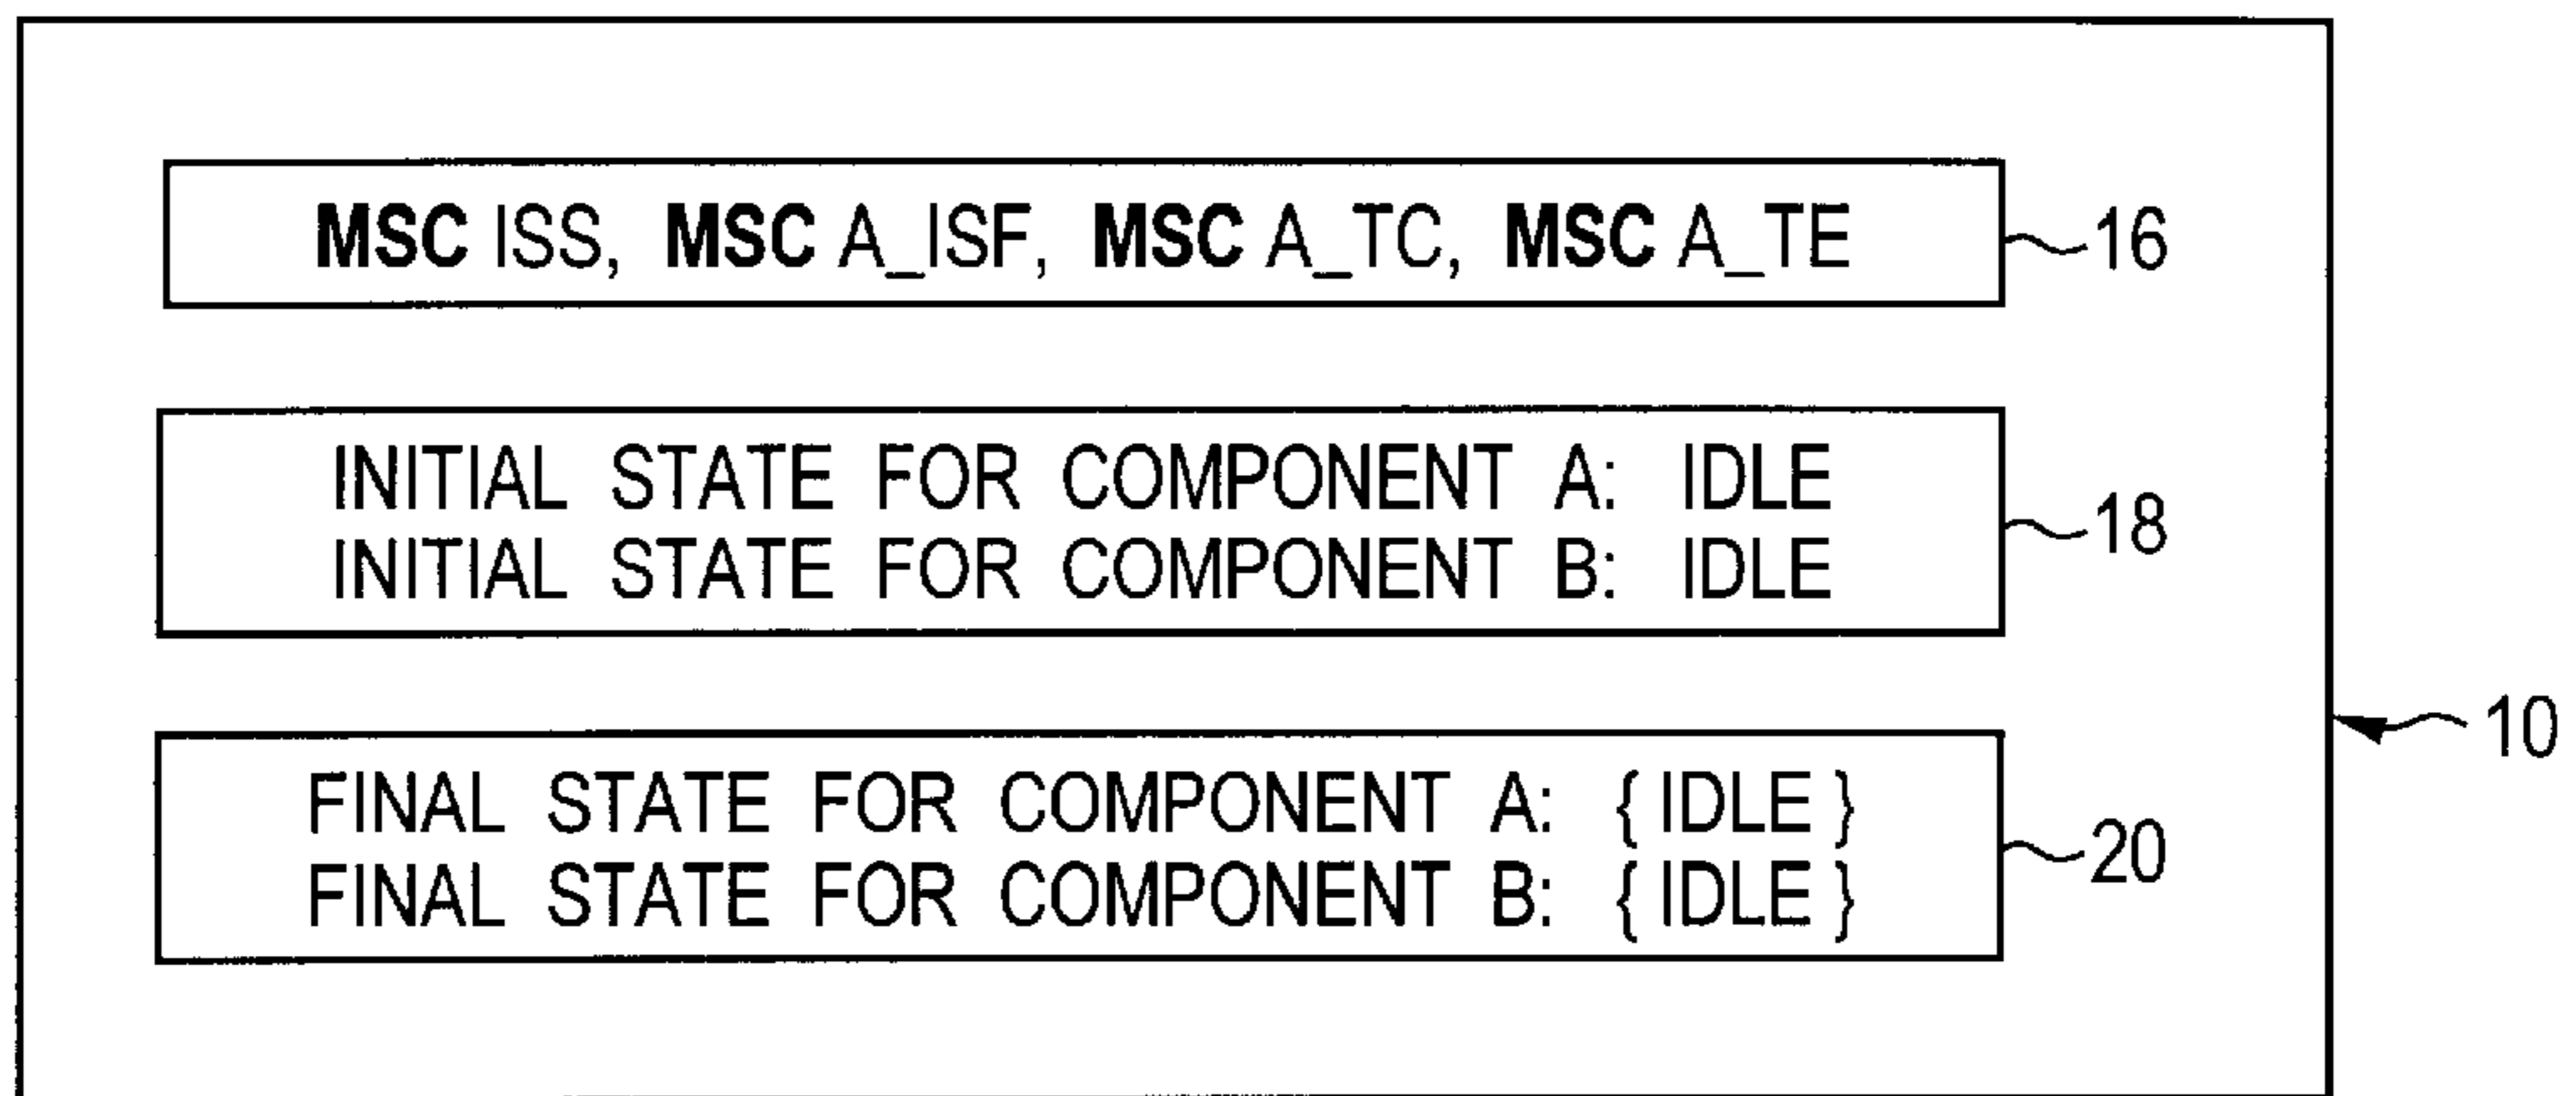 MSC ISS, MSC A_ISF, MSC A_TC, MSC A_TE
16
INITIAL STATE FOR COMPONENT A: IDLE
INITIAL STATE FOR COMPONENT B: IDLE
18
10
FINAL STATE FOR COMPONENT A: { IDLE }
FINAL STATE FOR COMPONENT B: { IDLE }
20